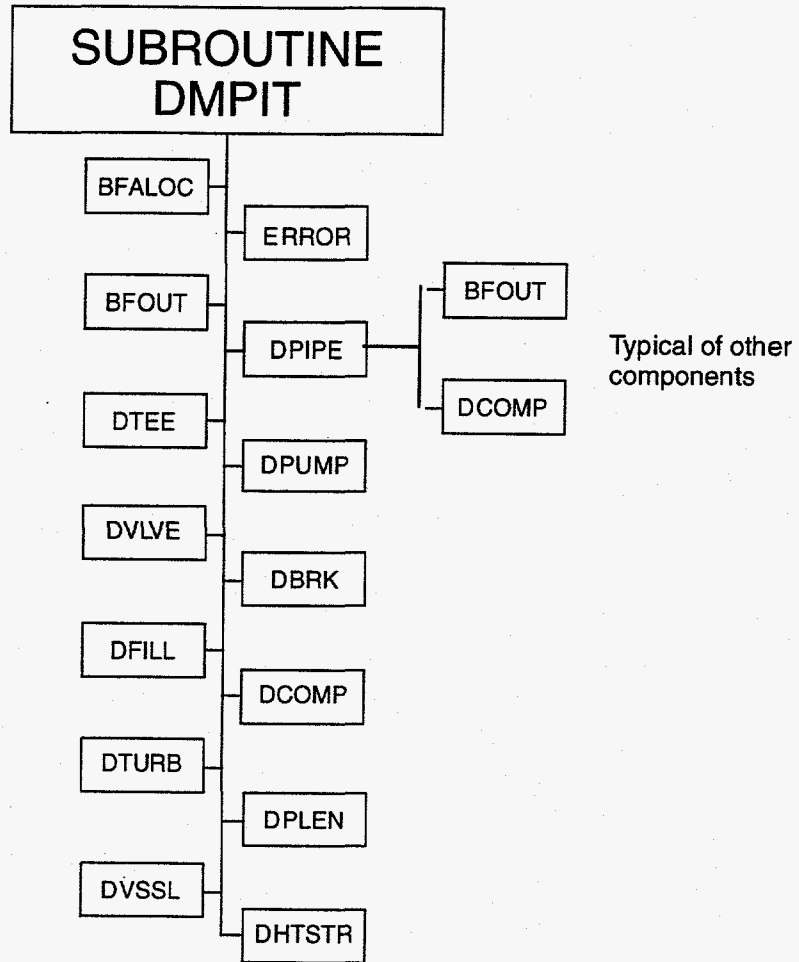 SUBROUTINE
DMPIT
BFALOC
ERROR
BFOUT
DPIPE
BFOUT
DCOMP
Typical of other
components
DTEE
DPUMP
DVLVE
DBRK
DFILL
DCOMP
DTURB
DPLEN
DVSSL
DHTSTR